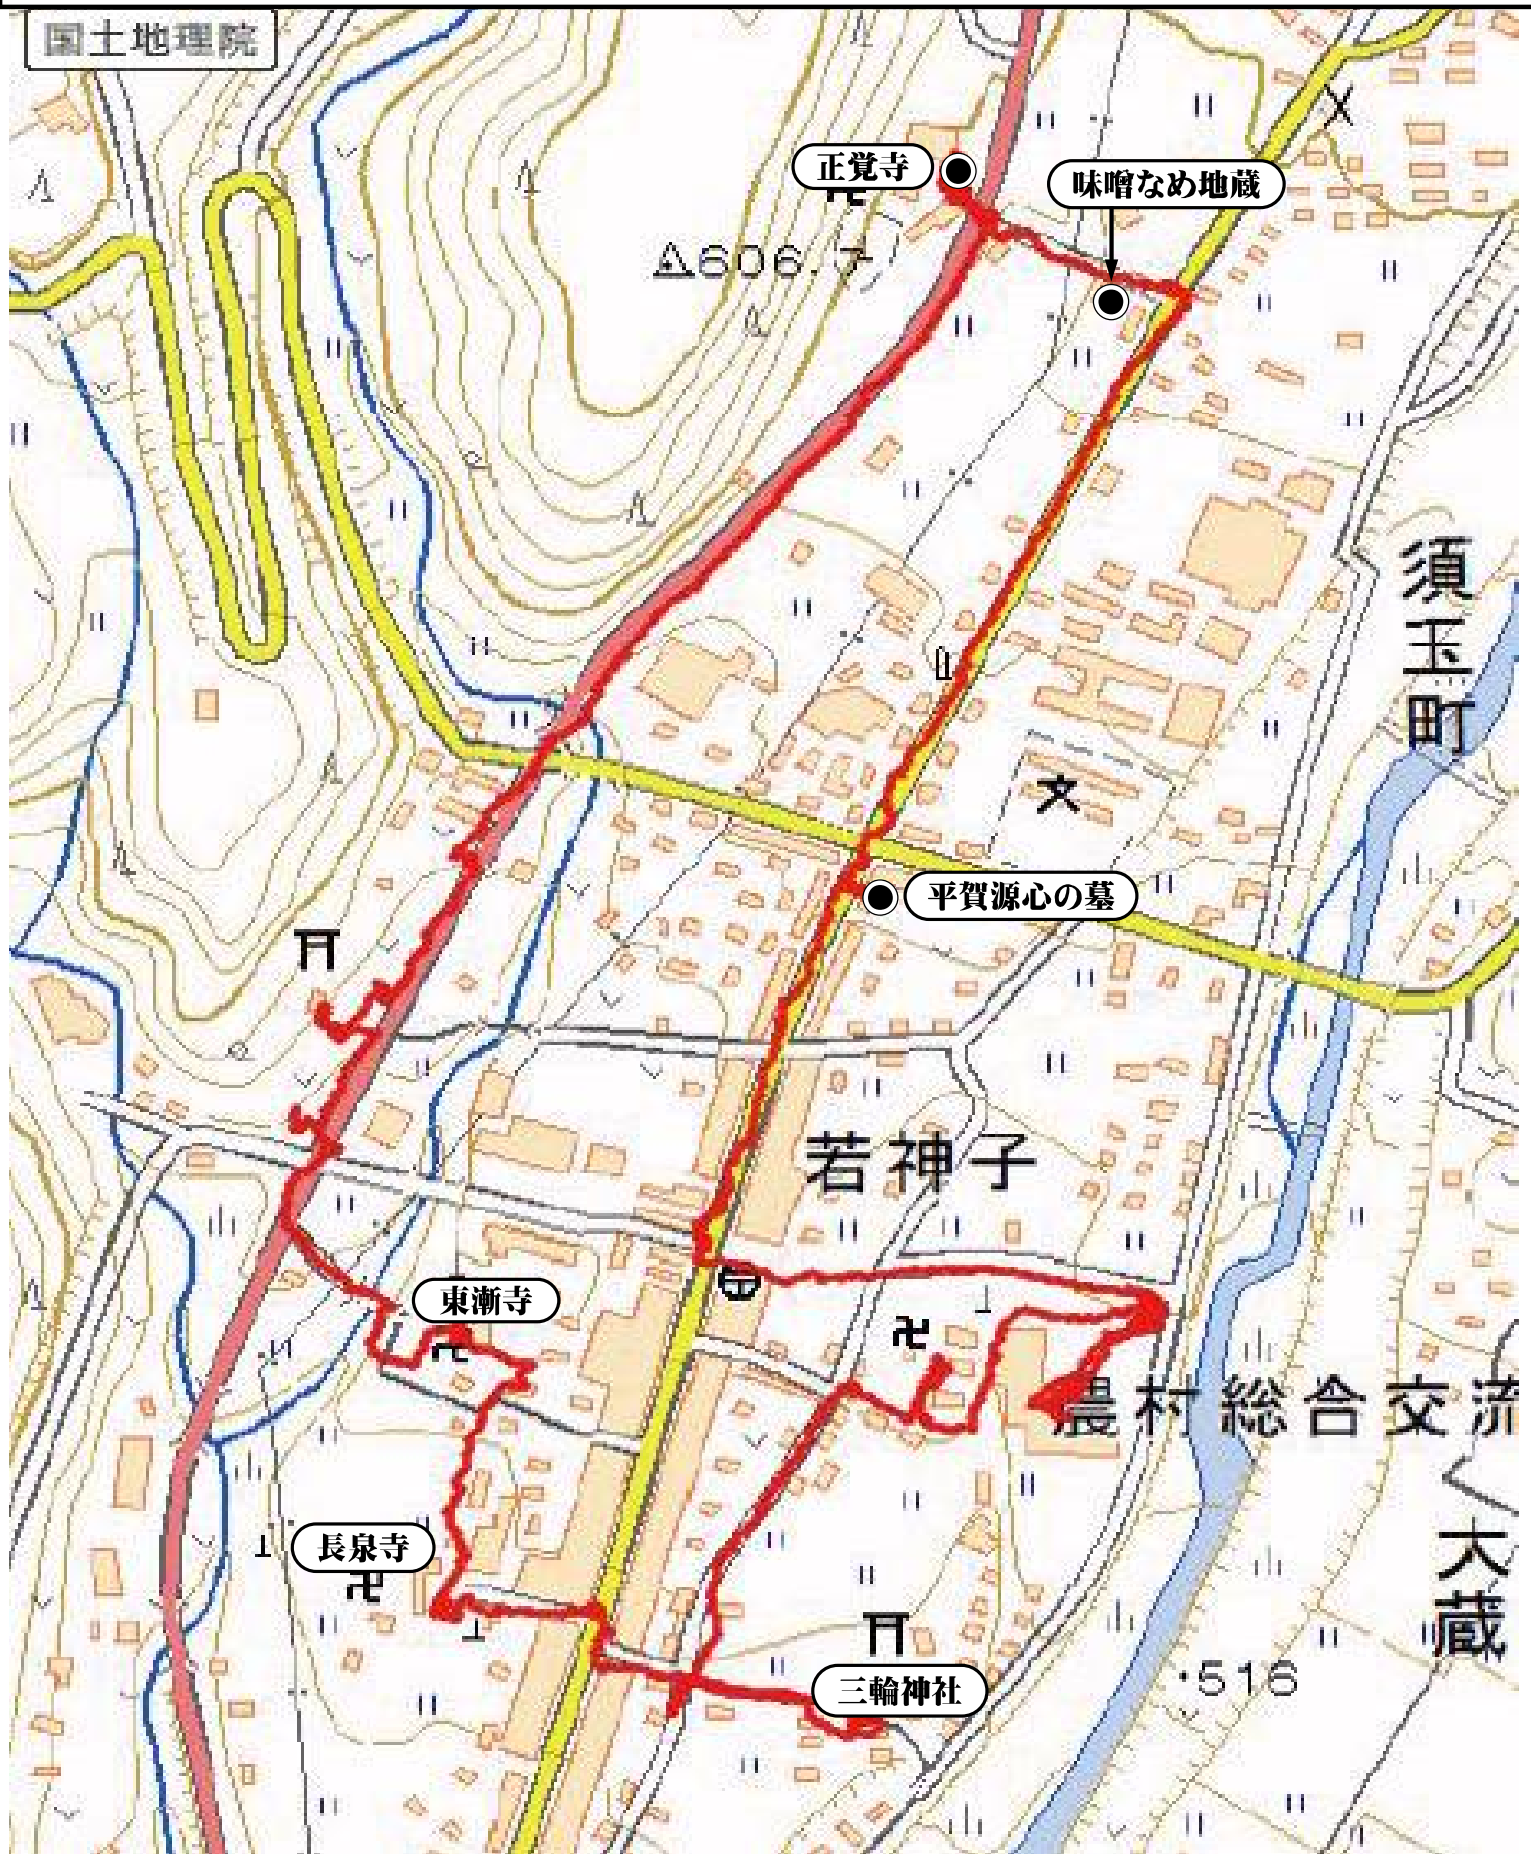 国土地理院
正覚寺
味噌なめ地蔵
606.7
須玉町
平賀源心の墓
若神子
東漸寺
農村総合交流
長泉寺
大蔵
三輪神社
516